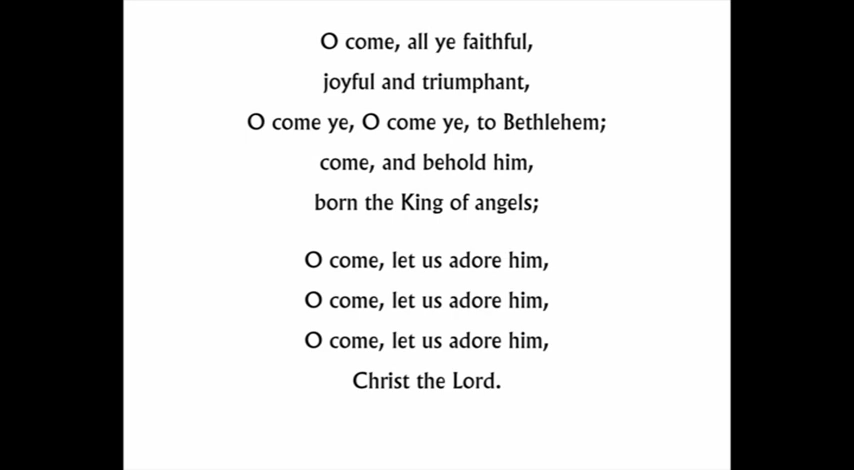 O come, all ye faithful,
joyful and triumphant,
O come ye, O come ye, to Bethlehem;
come, and behold him,
born the King of angels;
O come, let us adore him,
O come, let us adore him,
O come, let us adore him,
Christ the Lord.